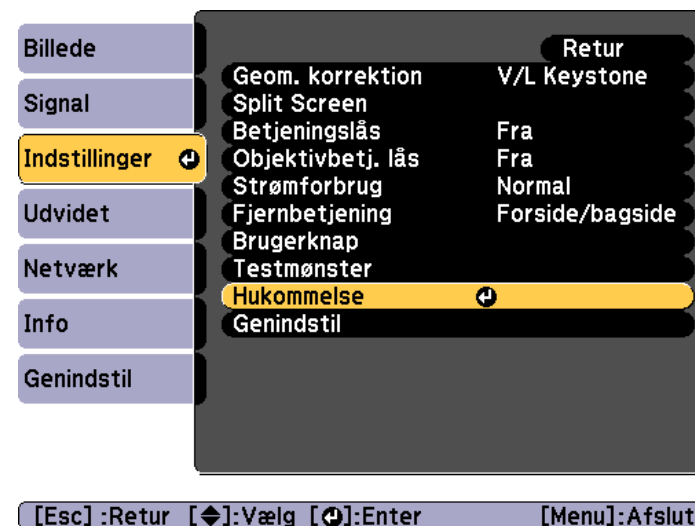 Billede
Signal
Indstillinger
Udvidet
Netværk
Info
Genindstil
Retur
Geom. korrektion V/L Keystone
Split Screen
Betjeningslås Fra
Objektivbetj. lås Fra
Strømforbrug Normal
Fjernbetjening Forside/bagside
Brugerknap
Testmønster
Hukommelse
Genindstil
[Esc] :Retur [◆]:Vælg [⏎]:Enter [Menu]:Afslut